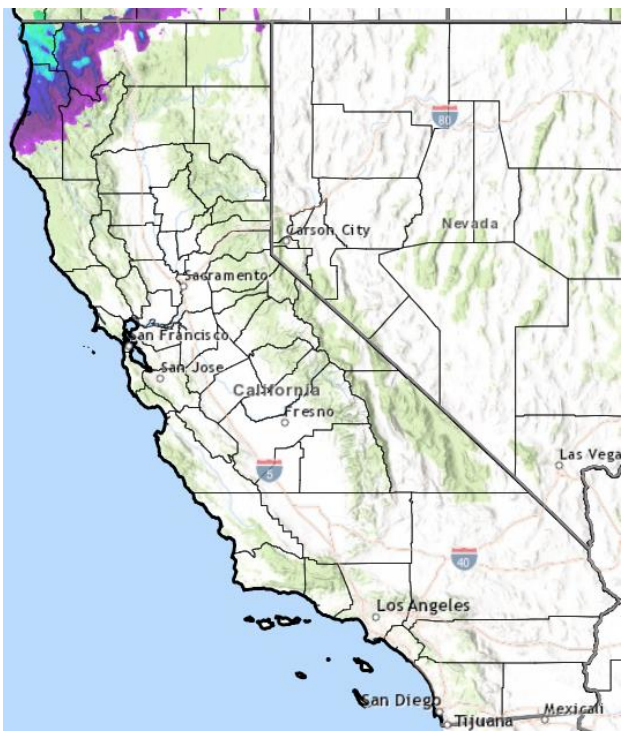 80
Nevada
Carson City
Sacramento
San Francisco
San Jose
California
Fresno
Las Vega
5
40
Los Angeles
San Diego
Tijuana
Mexicali